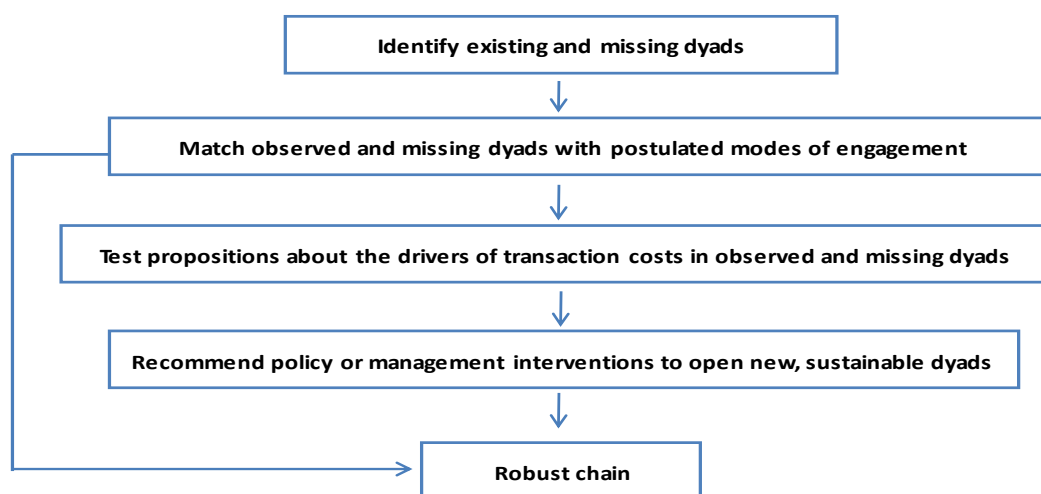 Identify existing and missing dyads
Match observed and missing dyads with postulated modes of engagement
Test propositions about the drivers of transaction costs in observed and missing dyads
Recommend policy or management interventions to open new, sustainable dyads
Robust chain